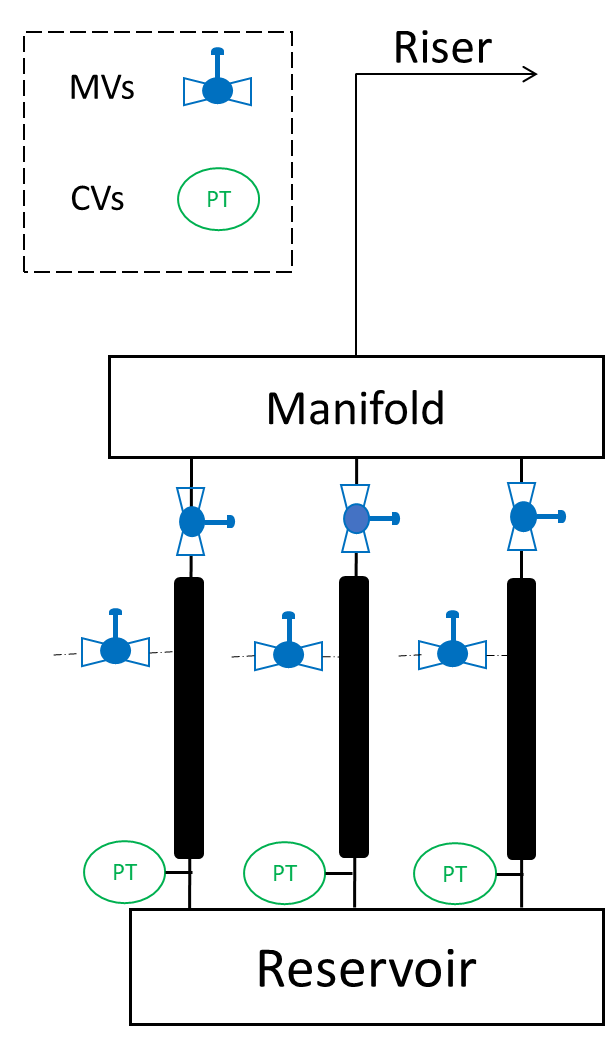 Riser
MVs
CVs
PT
Manifold
PT
PT
PT
Reservoir